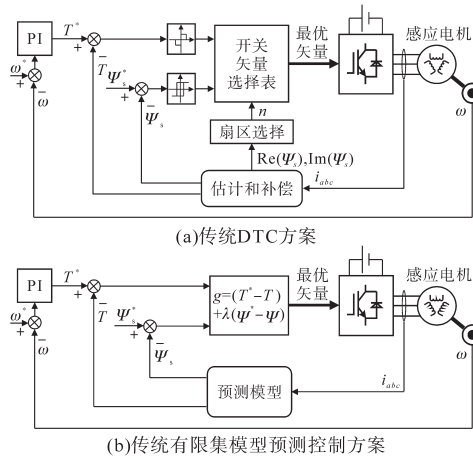 PI
T*
+
−
T
ω*
+
−
ω
Ψs*
+
−
Ψs
开关
矢量
选择表
最优
矢量
感应电机
n
扇区选择
Re(Ψs),Im(Ψs)
估计和补偿
iabc
ω
(a)传统DTC方案
PI
T*
+
−
T
ω*
+
−
ω
Ψs*
+
−
Ψs
g=(T*−T)
+λ(Ψ*−Ψ)
最优
矢量
感应电机
预测模型
iabc
ω
(b)传统有限集模型预测控制方案